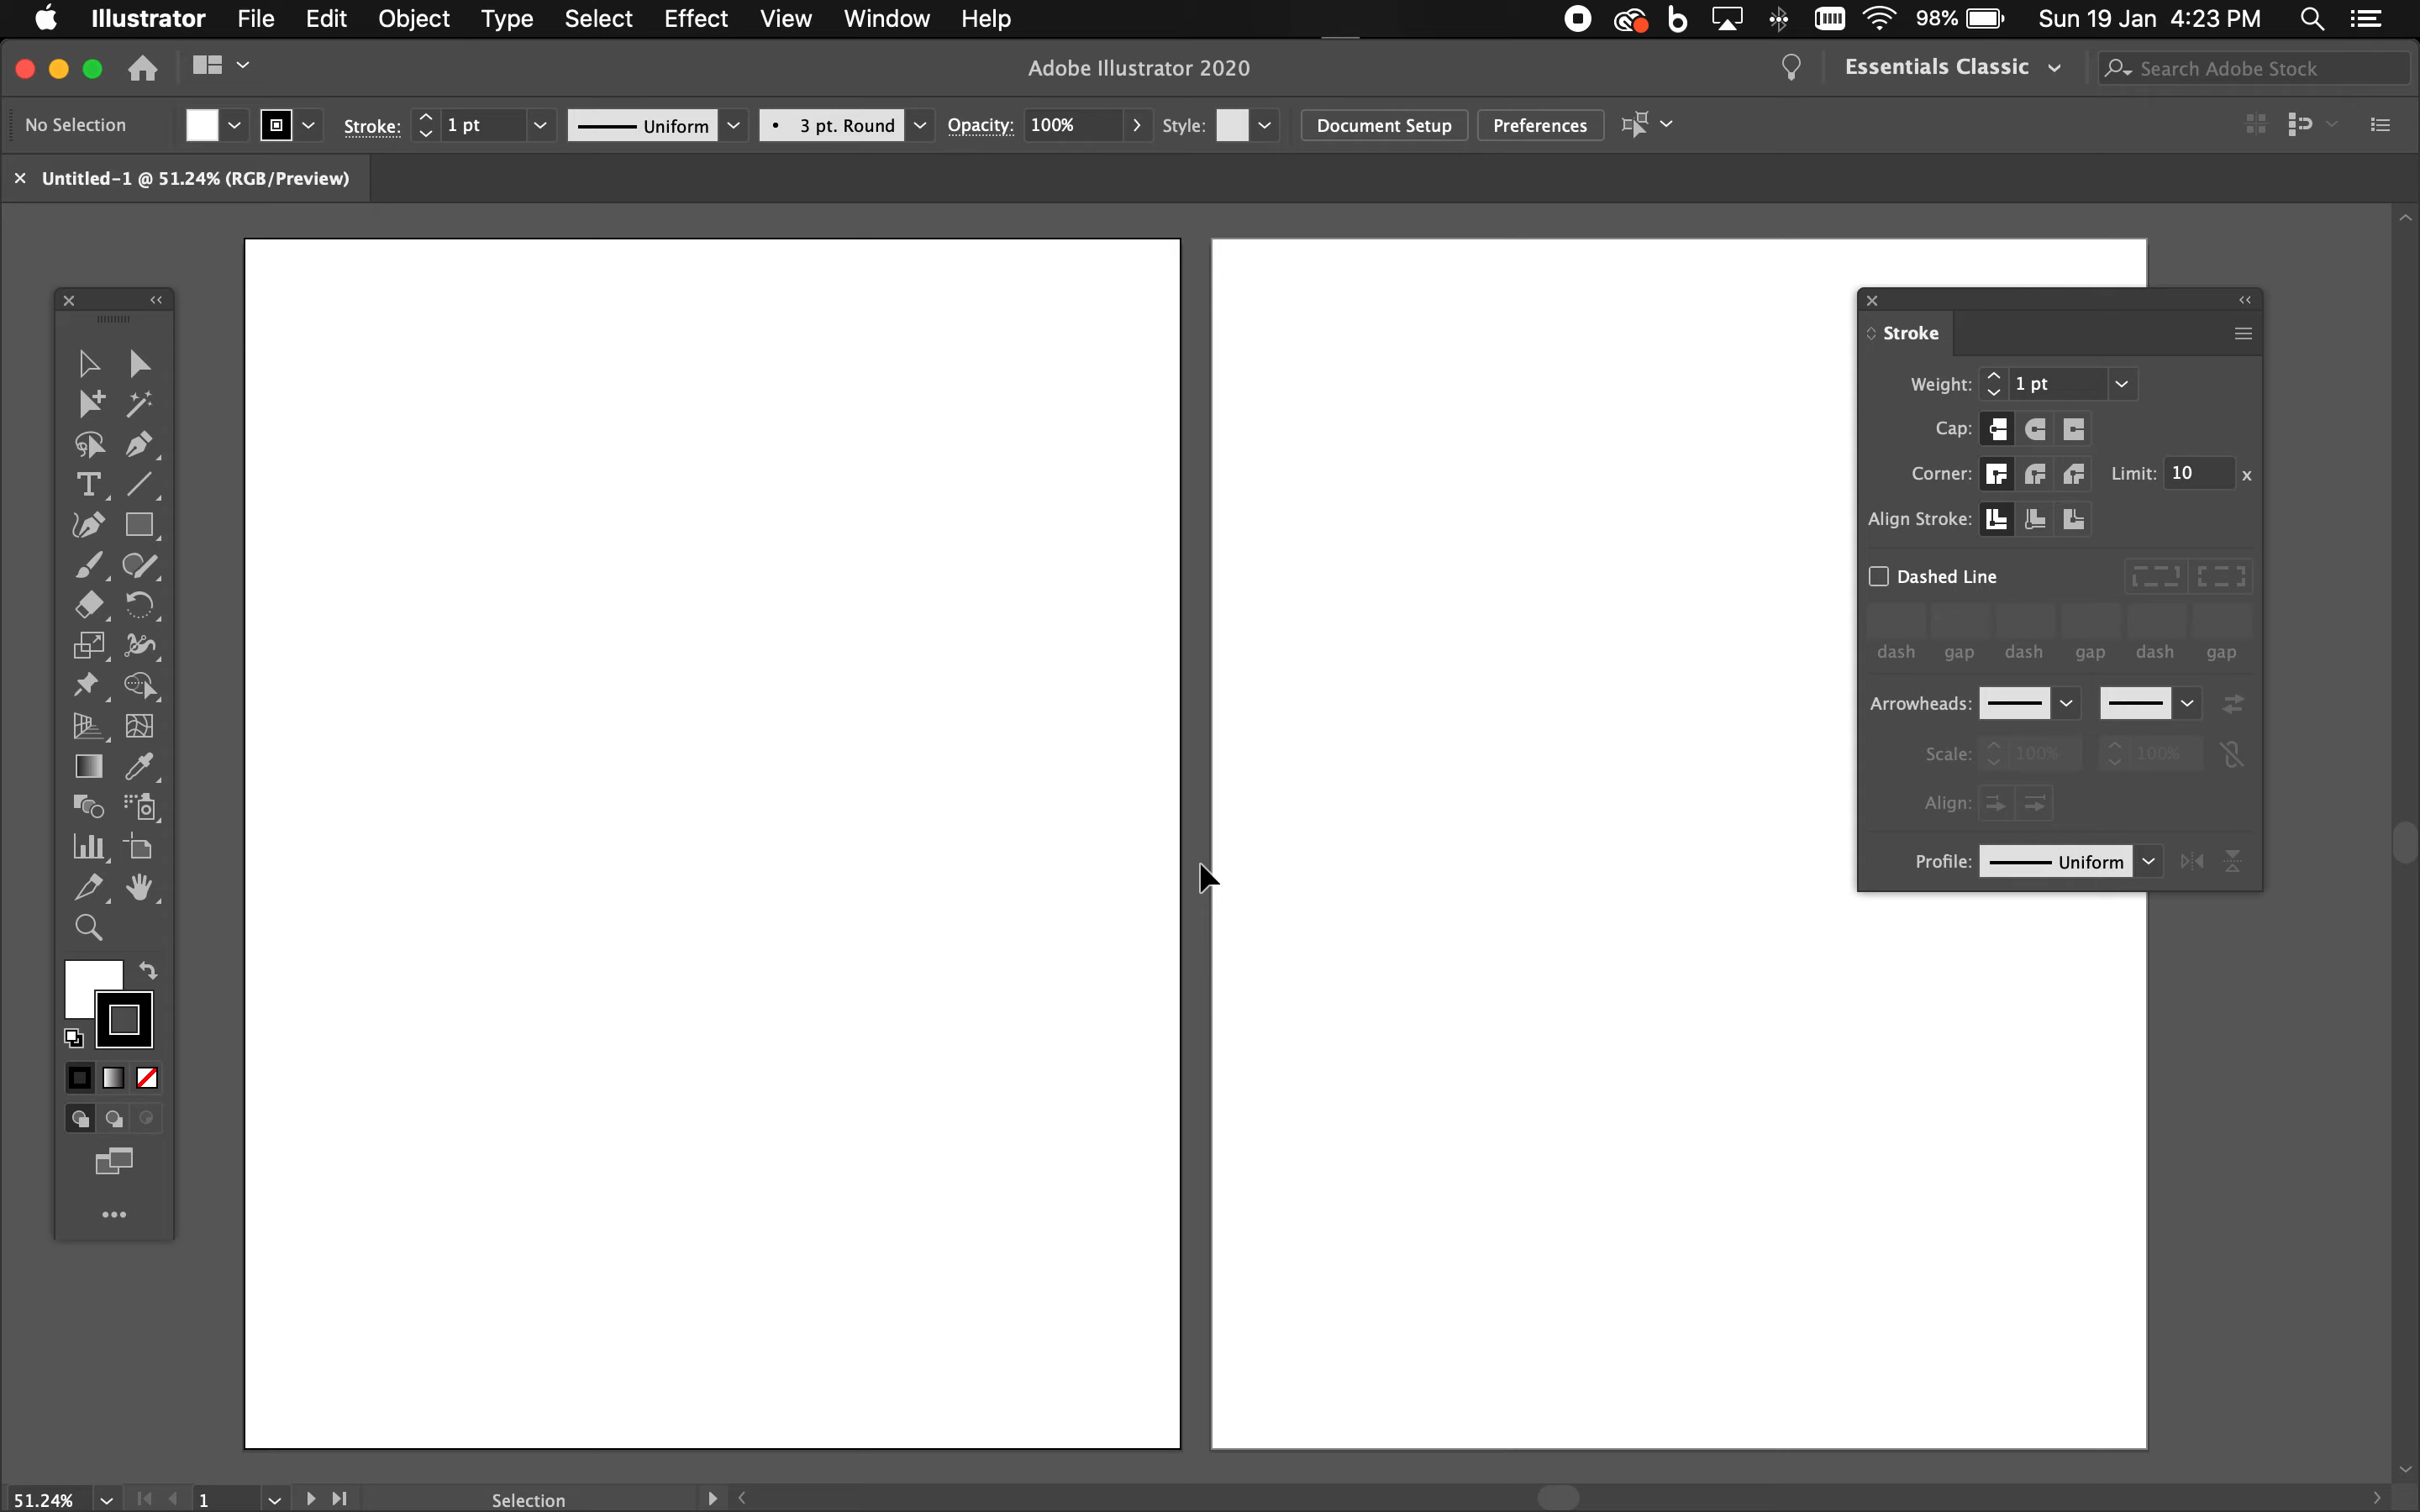 Illustrator File Edit Object Type Select Effect View Window Help 98% Sun 19 Jan 4:23 PM
Adobe Illustrator 2020 Essentials Classic Search Adobe Stock
No Selection Stroke: 1 pt Uniform 3 pt. Round Opacity: 100% Style: Document Setup Preferences
Untitled-1 @ 51.24% (RGB/Preview)
Stroke
Weight: 1 pt
Cap:
Corner: Limit: 10 x
Align Stroke:
Dashed Line
dash gap dash gap dash gap
Arrowheads:
Scale: 100% 100%
Align:
Profile: Uniform
51.24% 1 Selection